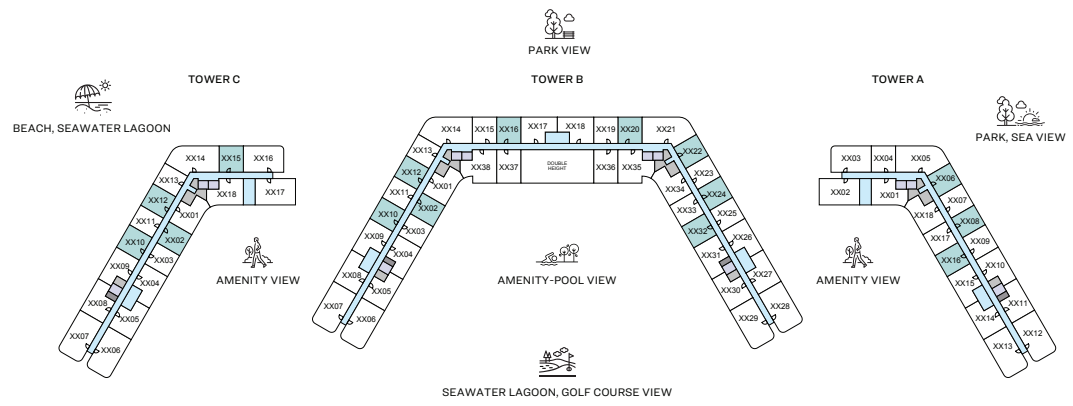 PARK VIEW
TOWER C
TOWER B
TOWER A
BEACH, SEAWATER LAGOON
PARK, SEA VIEW
XX14
XX15
XX16
XX13
XX17
XX18
XX12
XX01
XX11
XX02
XX10
XX03
XX09
XX04
XX08
XX05
XX07
XX06
AMENITY VIEW
XX14
XX15
XX16
XX17
XX18
XX19
XX20
XX21
XX13
XX38
XX37
DOUBLE
HEIGHT
XX36
XX35
XX22
XX12
XX01
XX23
XX11
XX02
XX34
XX24
XX10
XX03
XX33
XX25
XX09
XX04
XX32
XX26
XX08
XX05
XX31
XX27
XX07
XX06
XX30
XX28
XX29
AMENITY-POOL VIEW
XX03
XX04
XX05
XX02
XX01
XX06
XX18
XX07
XX17
XX08
XX16
XX09
XX15
XX10
XX14
XX11
XX13
XX12
AMENITY VIEW
SEAWATER LAGOON, GOLF COURSE VIEW